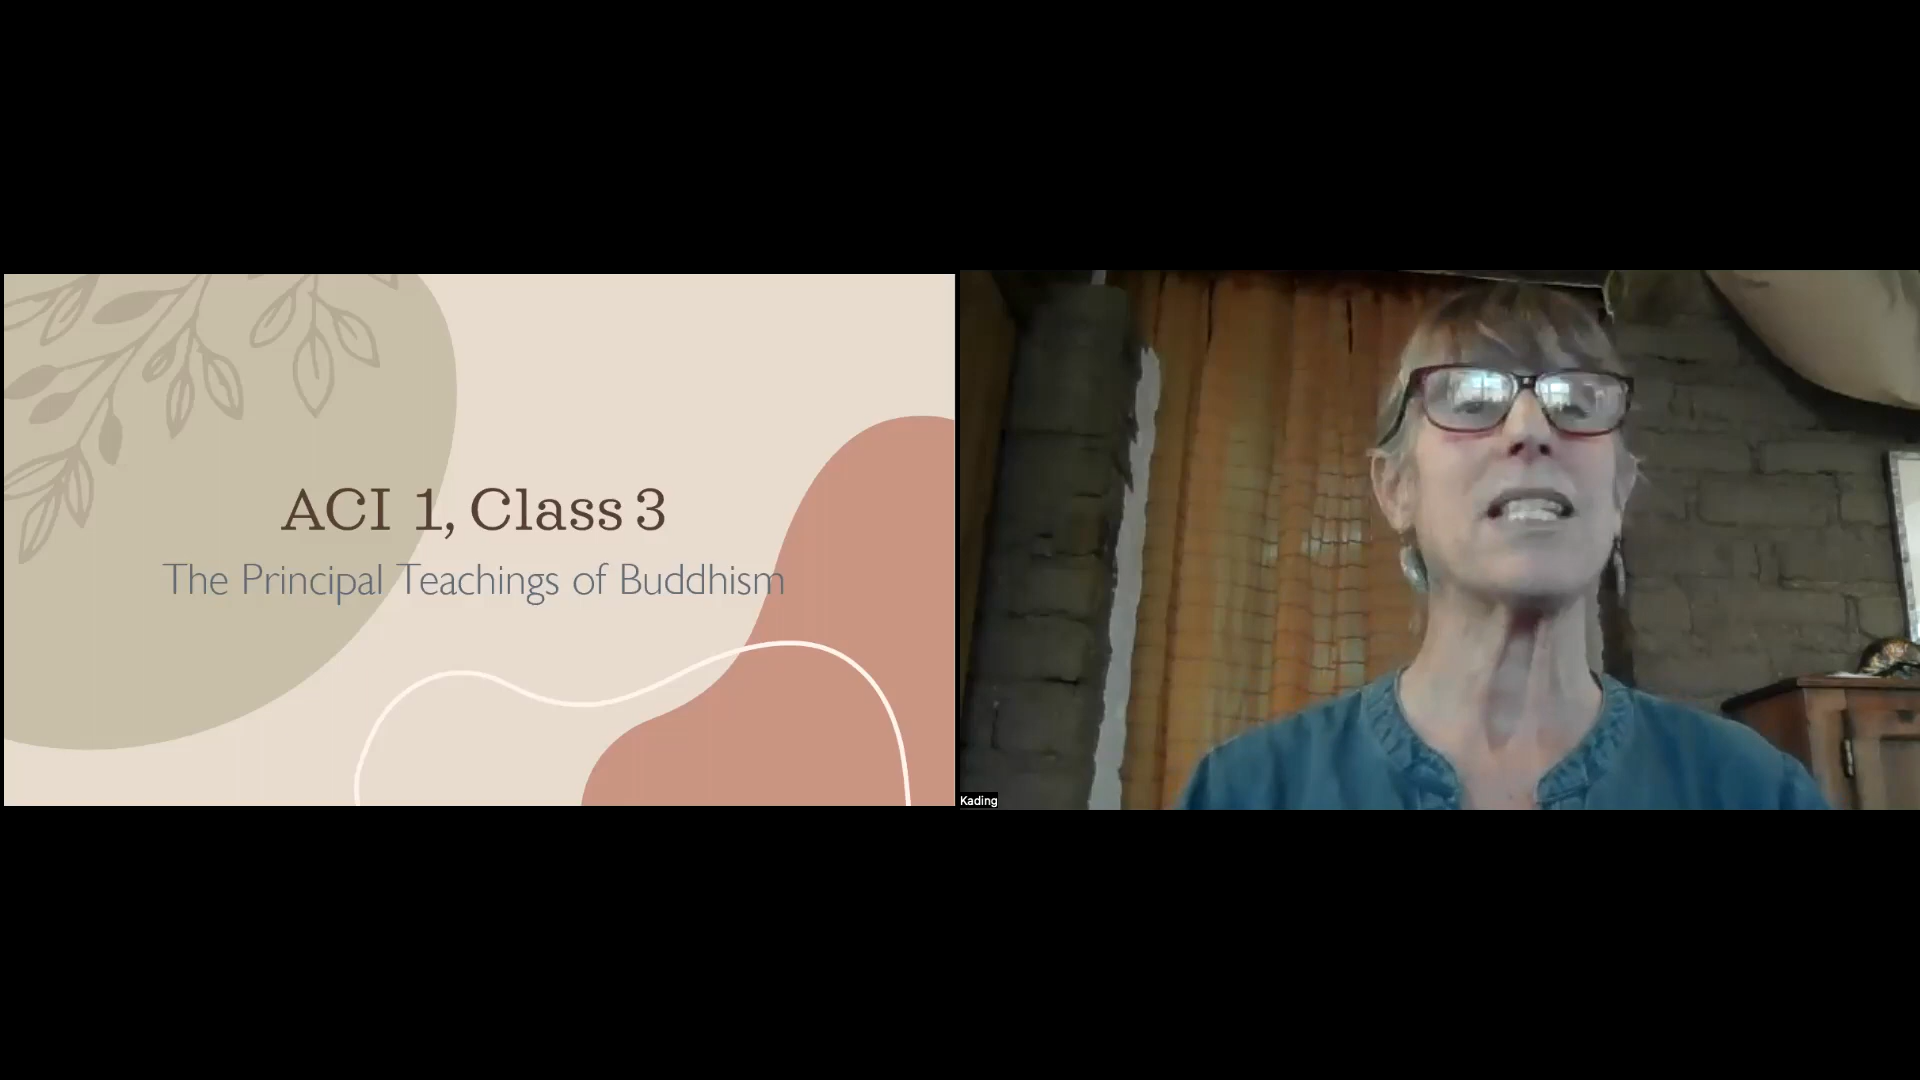 ACI 1, Class 3
The Principal Teachings of Buddhism
Kading